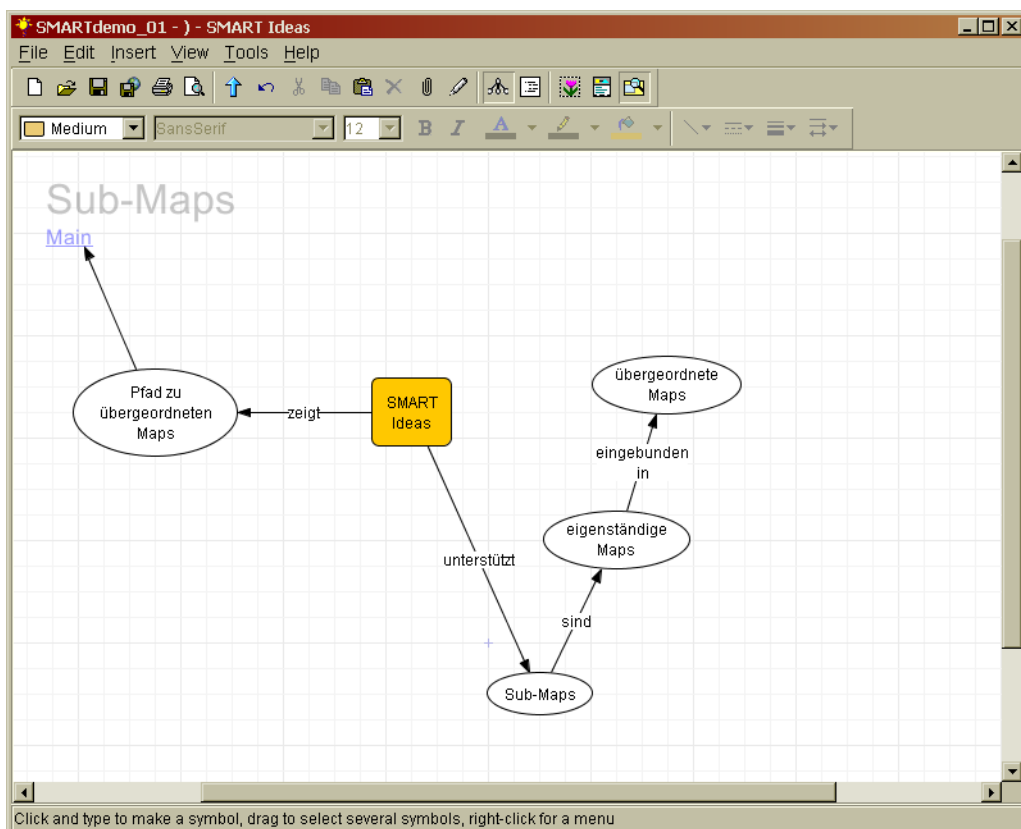 SMARTdemo_01 - ) - SMART Ideas
File Edit Insert View Tools Help
Medium SansSerif 12 B I A
Sub-Maps
Main
Pfad zu
übergeordneten
Maps
zeigt
SMART
Ideas
übergeordnete
Maps
eingebunden
in
eigenständige
Maps
unterstützt
sind
Sub-Maps
Click and type to make a symbol, drag to select several symbols, right-click for a menu